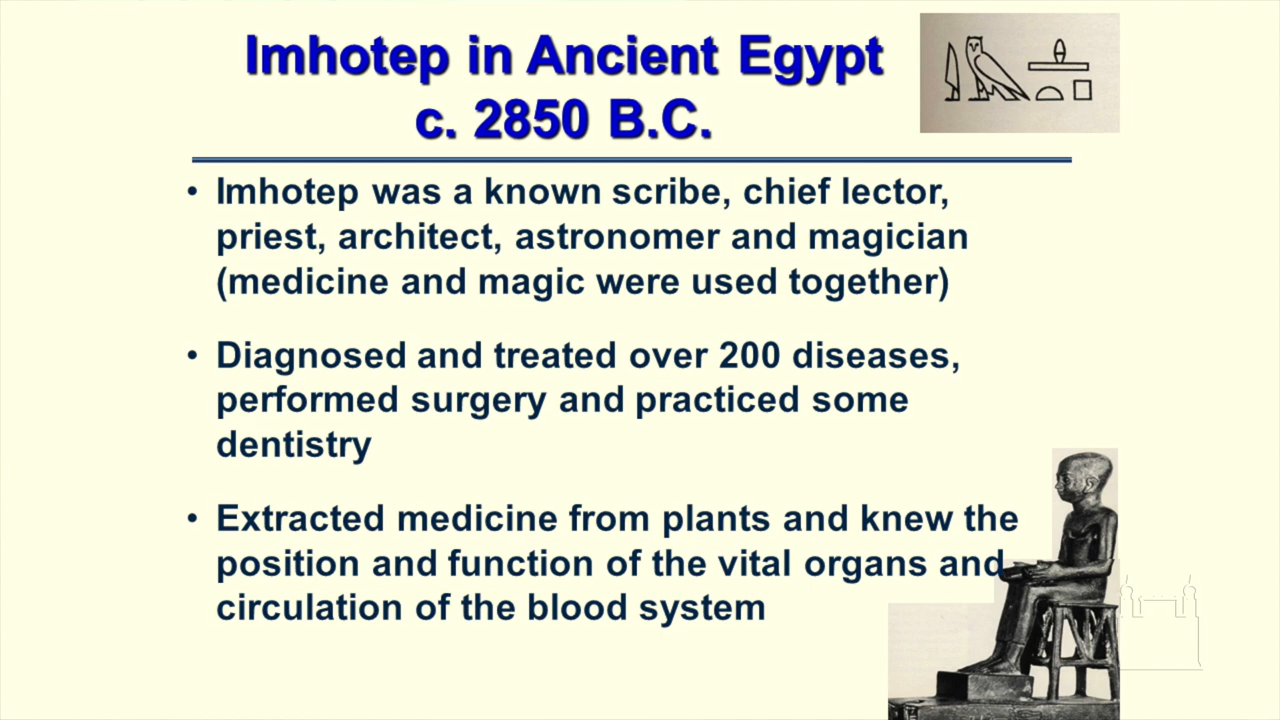 Imhotep in Ancient Egypt
c. 2850 B.C.
• Imhotep was a known scribe, chief lector,
priest, architect, astronomer and magician
(medicine and magic were used together)
• Diagnosed and treated over 200 diseases,
performed surgery and practiced some
dentistry
• Extracted medicine from plants and knew the
position and function of the vital organs and
circulation of the blood system